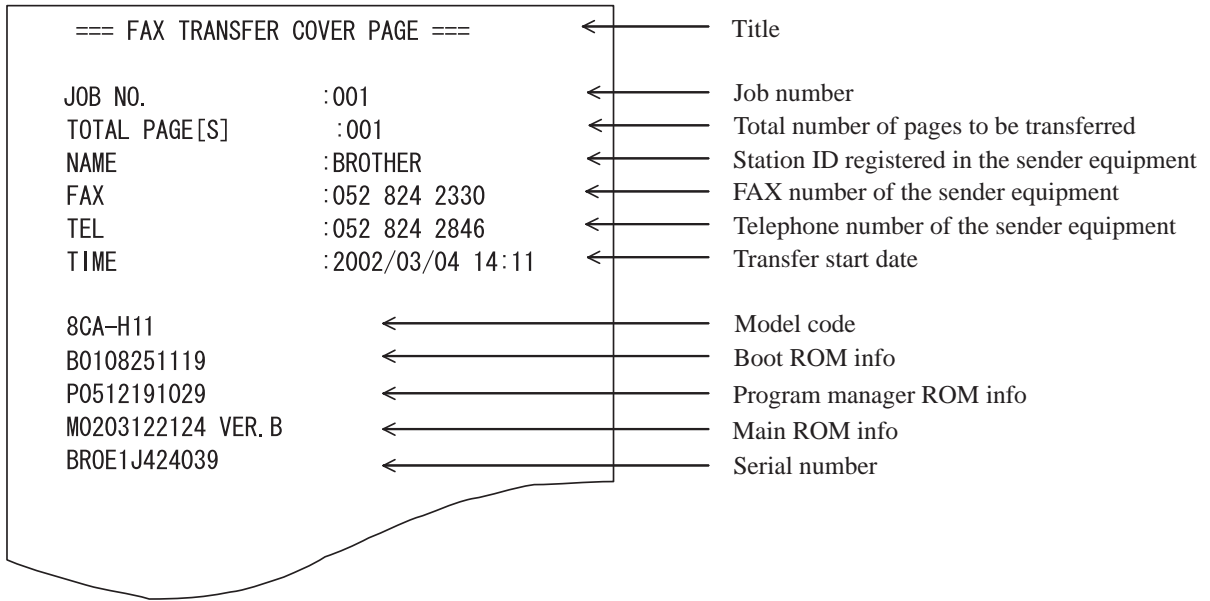 === FAX TRANSFER COVER PAGE === Title
JOB NO. :001 Job number
TOTAL PAGE[S] :001 Total number of pages to be transferred
NAME :BROTHER Station ID registered in the sender equipment
FAX :052 824 2330 FAX number of the sender equipment
TEL :052 824 2846 Telephone number of the sender equipment
TIME :2002/03/04 14:11 Transfer start date
8CA-H11 Model code
B0108251119 Boot ROM info
P0512191029 Program manager ROM info
M0203122124 VER.B Main ROM info
BROE1J424039 Serial number